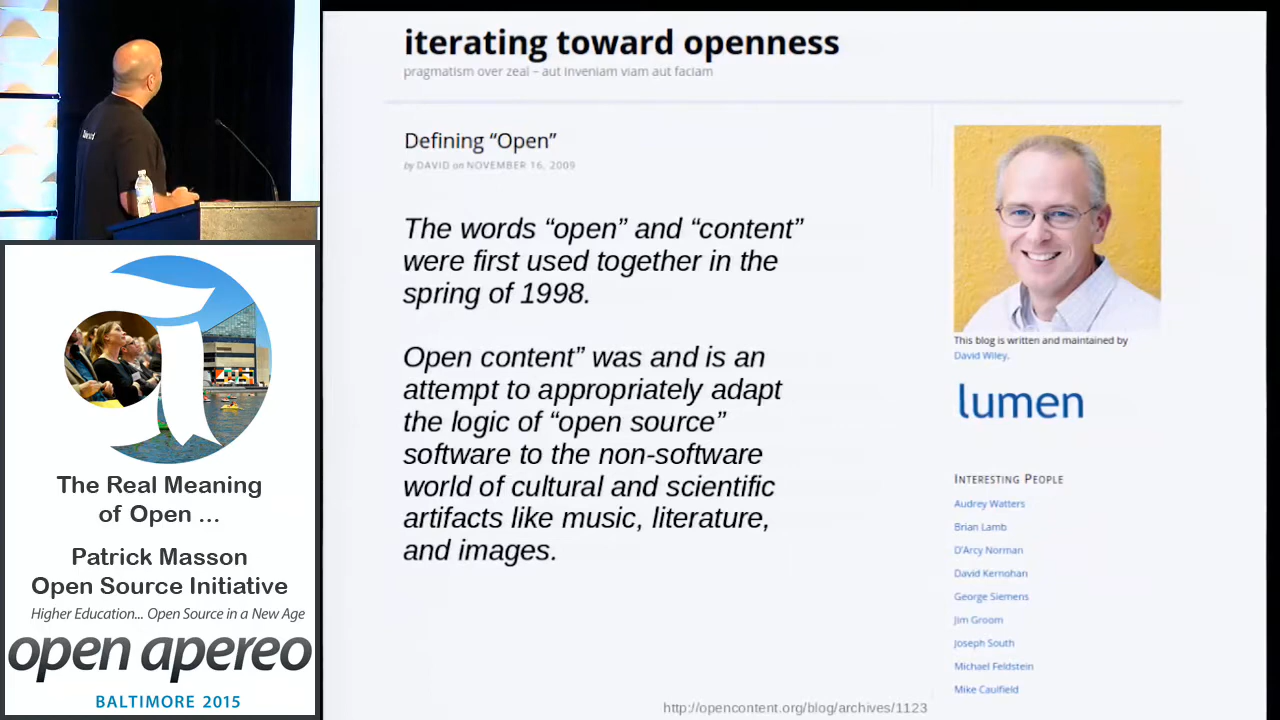 iterating toward openness
pragmatism over zeal – aut inveniam viam aut faciam
Defining “Open”
by DAVID on NOVEMBER 16, 2009
The words “open” and “content”
were first used together in the
spring of 1998.
Open content” was and is an
attempt to appropriately adapt
the logic of “open source”
software to the non-software
world of cultural and scientific
artifacts like music, literature,
and images.
http://opencontent.org/blog/archives/1123
This blog is written and maintained by
David Wiley.
lumen
INTERESTING PEOPLE
Audrey Watters
Brian Lamb
D'Arcy Norman
David Kernohan
George Siemens
Jim Groom
Joseph South
Michael Feldstein
Mike Caulfield
The Real Meaning
of Open ...
Patrick Masson
Open Source Initiative
Higher Education... Open Source in a New Age
open apereo
BALTIMORE 2015